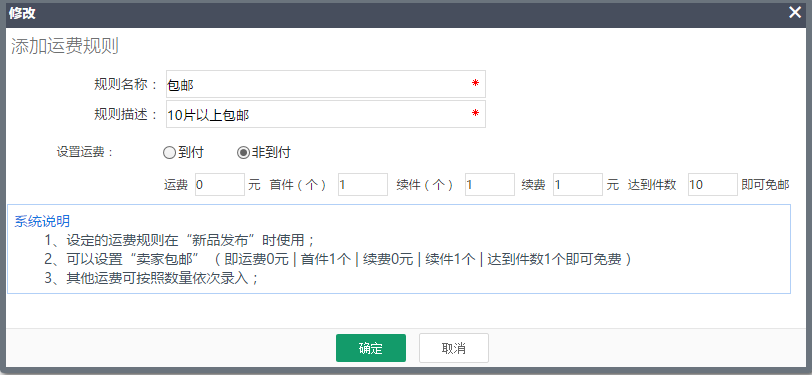 修改
添加运费规则
规则名称： 包邮 *
规则描述： 10片以上包邮 *
设置运费： 到付 非到付
运费 0 元 首件（个） 1 续件（个） 1 续费 1 元 达到件数 10 即可免邮
系统说明
1、设定的运费规则在“新品发布”时使用；
2、可以设置“卖家包邮”（即运费0元 | 首件1个 | 续费0元 | 续件1个 | 达到件数1个即可免费）
3、其他运费可按照数量依次录入；
确定 取消